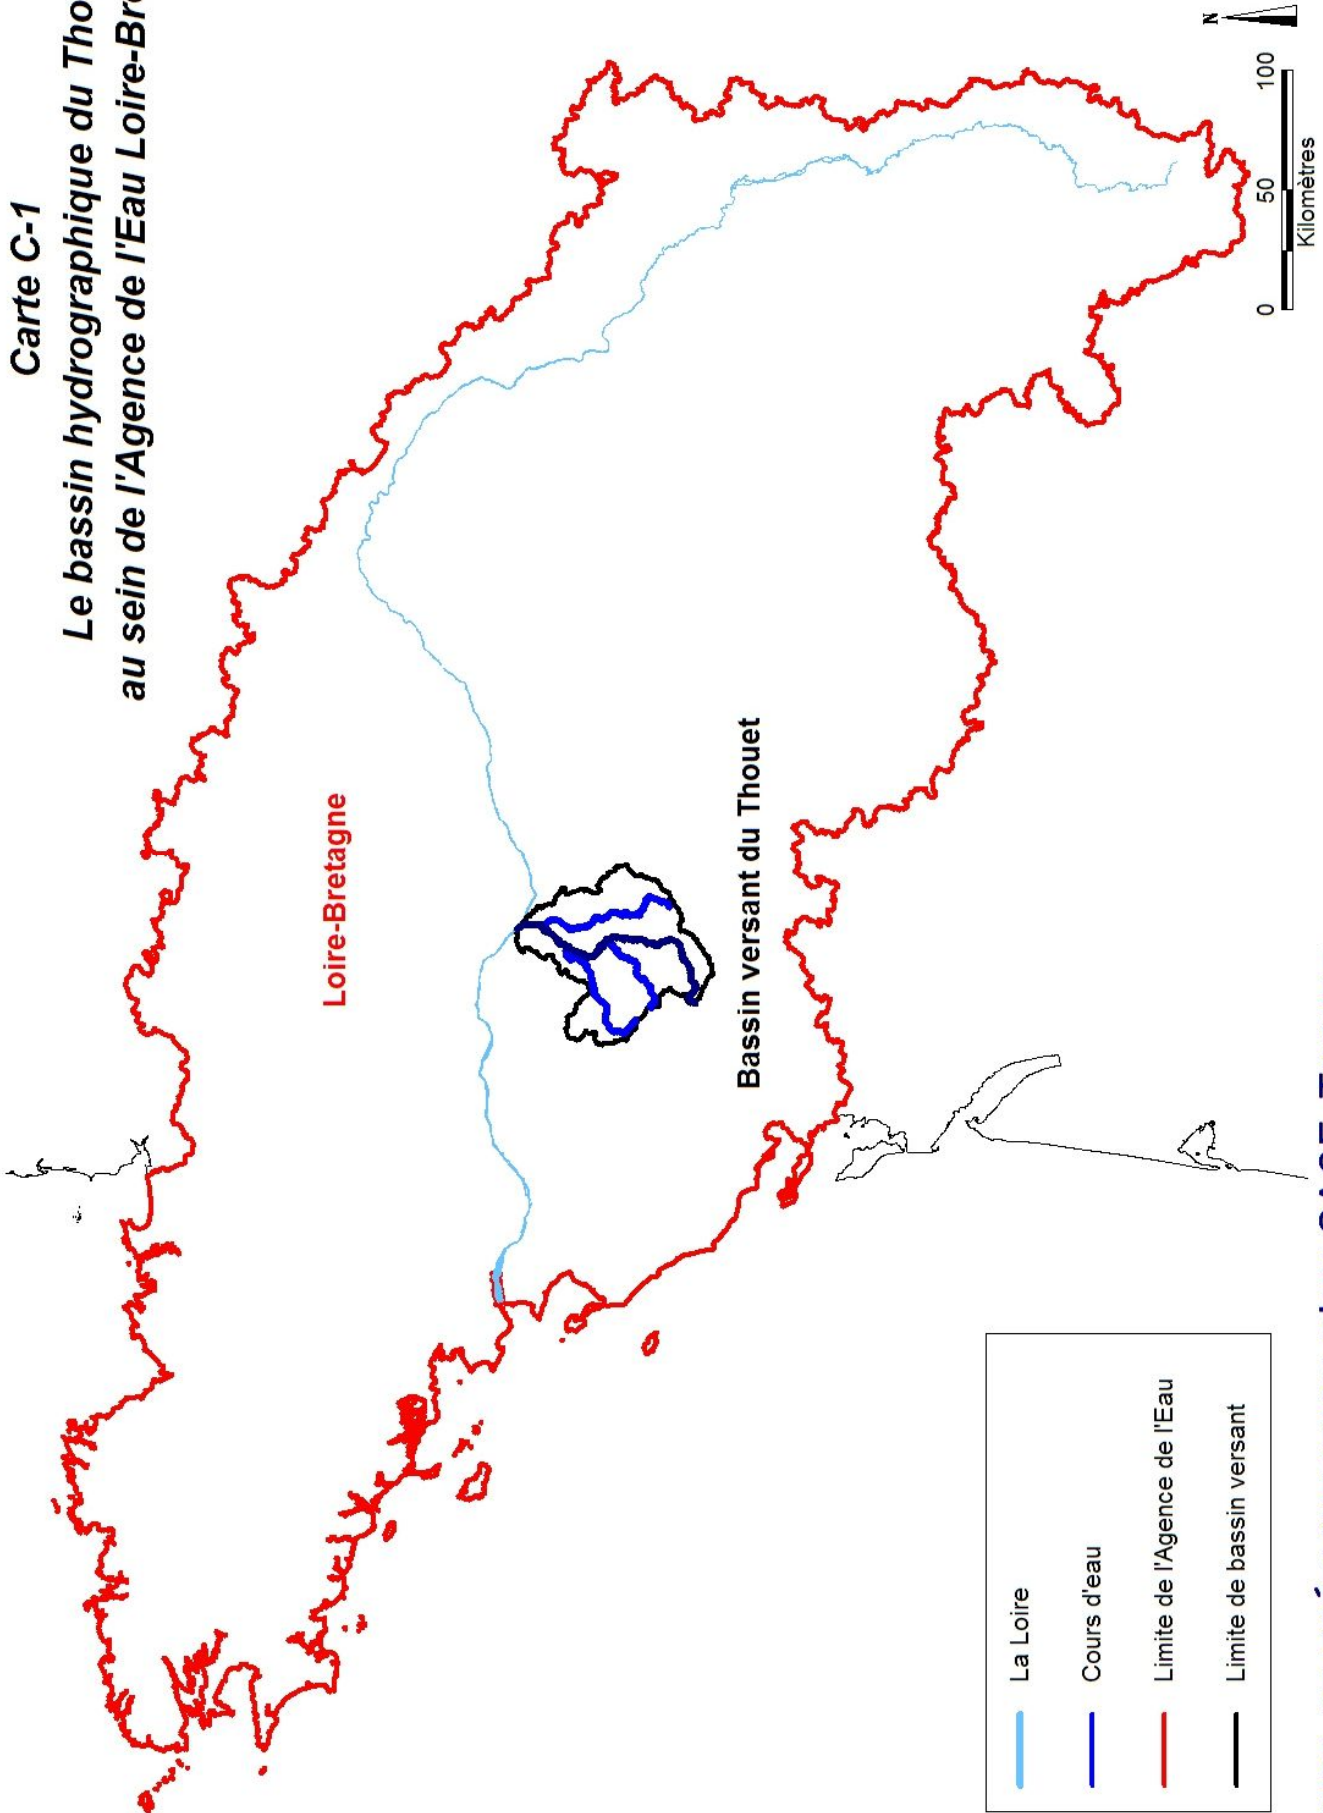 Carte C-1
Le bassin hydrographique du Tho
au sein de l'Agence de l'Eau Loire-Bre
Loire-Bretagne
Bassin versant du Thouet
La Loire
Cours d'eau
Limite de l'Agence de l'Eau
Limite de bassin versant
N
0 50 100
Kilomètres